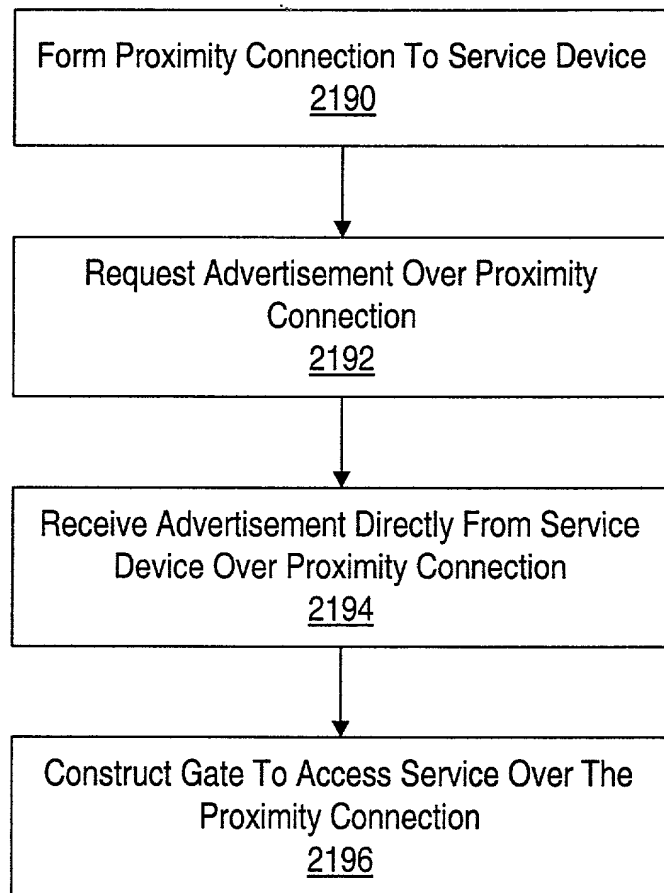 Form Proximity Connection To Service Device
2190
Request Advertisement Over Proximity
Connection
2192
Receive Advertisement Directly From Service
Device Over Proximity Connection
2194
Construct Gate To Access Service Over The
Proximity Connection
2196